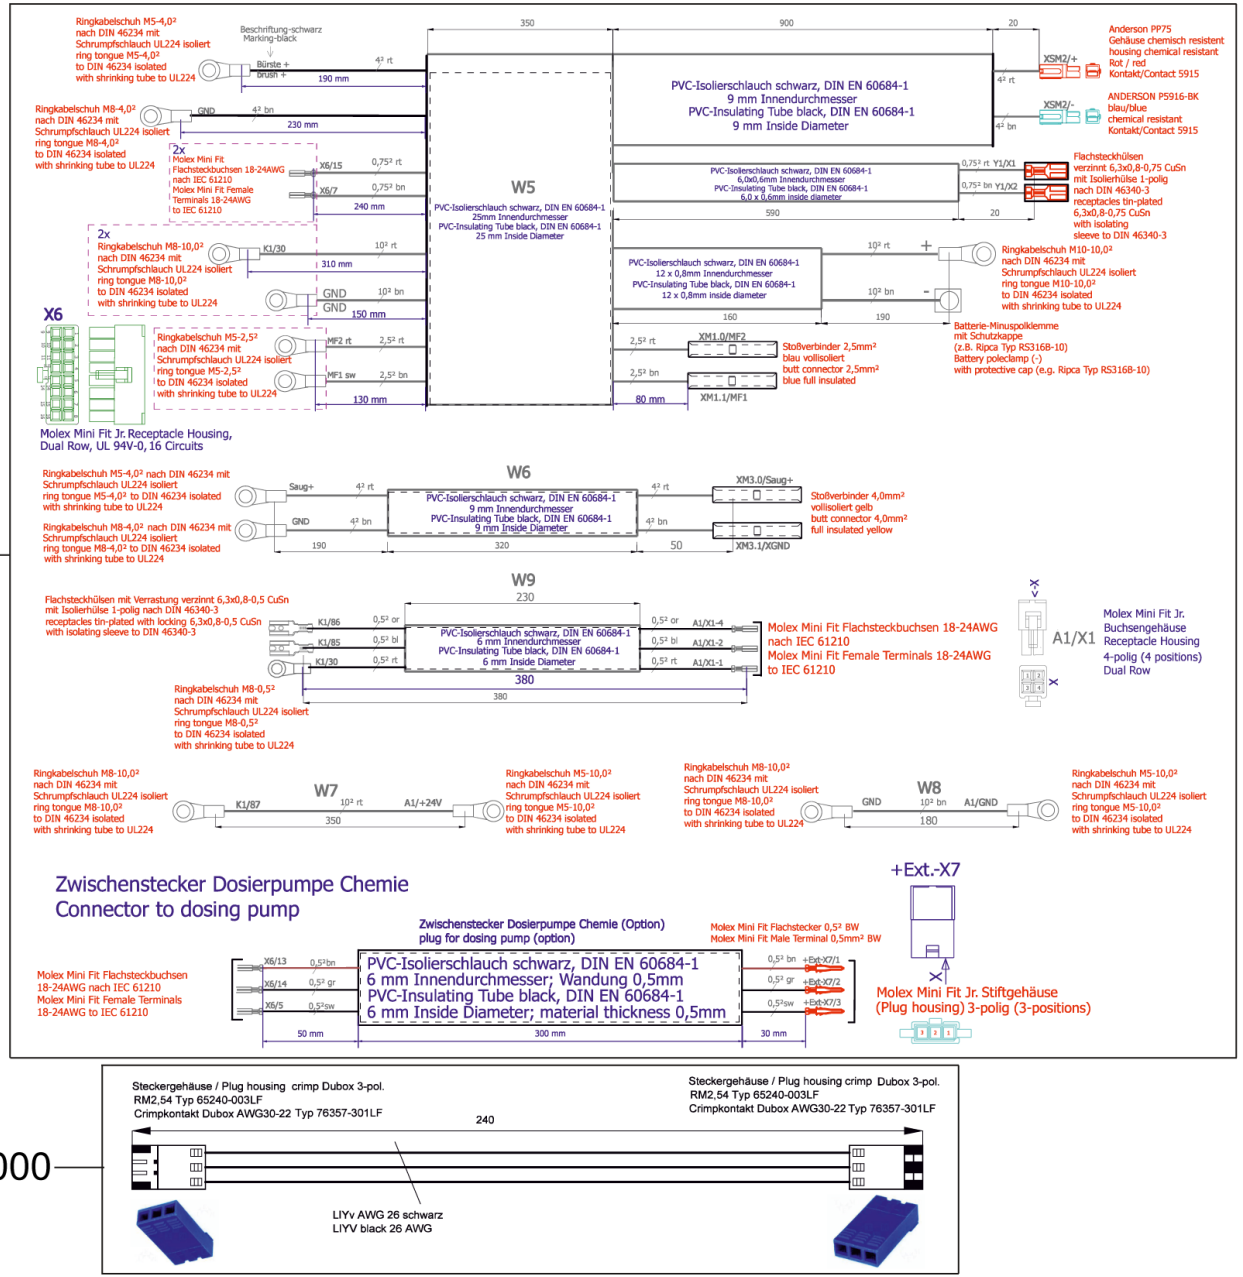 350
900
20
Ringkabelschuh M5-4,0²
nach DIN 46234 mit
Schrumpfschlauch UL224 isoliert
ring tongue M5-4,0²
to DIN 46234 isolated
with shrinking tube to UL224
Beschriftung-schwarz
Marking-black
Bürste +
brush +
4² rt
190 mm
Ringkabelschuh M8-4,0²
nach DIN 46234 mit
Schrumpfschlauch UL224 isoliert
ring tongue M8-4,0²
to DIN 46234 isolated
with shrinking tube to UL224
GND
4² bn
230 mm
2x
Molex Mini Fit
Flachsteckbuchsen 18-24AWG
nach IEC 61210
Molex Mini Fit Female
Terminals 18-24AWG
to IEC 61210
X6/15
0,75² rt
X6/7
0,75² bn
240 mm
2x
Ringkabelschuh M8-10,0²
nach DIN 46234 mit
Schrumpfschlauch UL224 isoliert
ring tongue M8-10,0²
to DIN 46234 isolated
with shrinking tube to UL224
K1/30
10² rt
310 mm
GND
GND
10² bn
150 mm
Ringkabelschuh M5-2,5²
nach DIN 46234 mit
Schrumpfschlauch UL224 isoliert
ring tongue M5-2,5²
to DIN 46234 isolated
with shrinking tube to UL224
MF2 rt
2,5² rt
MF1 sw
2,5² bn
130 mm
X6
Molex Mini Fit Jr. Receptacle Housing,
Dual Row, UL 94V-0, 16 Circuits
W5
PVC-Isolierschlauch schwarz, DIN EN 60684-1
25mm Innendurchmesser
PVC-Insulating Tube black, DIN EN 60684-1
25 mm Inside Diameter
PVC-Isolierschlauch schwarz, DIN EN 60684-1
9 mm Innendurchmesser
PVC-Insulating Tube black, DIN EN 60684-1
9 mm Inside Diameter
XSM2/+
4² rt
XSM2/-
4² bn
Anderson PP75
Gehäuse chemisch resistent
housing chemical resistant
Rot / red
Kontakt/Contact 5915
ANDERSON P5916-BK
blau/blue
chemical resistant
Kontakt/Contact 5915
PVC-Isolierschlauch schwarz, DIN EN 60684-1
6,0x0,6mm Innendurchmesser
PVC-Insulating Tube black, DIN EN 60684-1
6,0 x 0,6mm inside diameter
0,75² rt Y1/X1
0,75² bn Y1/X2
590
20
Flachsteckhülsen
verzinnt 6,3x0,8-0,75 CuSn
mit Isolierhülse 1-polig
nach DIN 46340-3
receptacles tin-plated
6,3x0,8-0,75 CuSn
with isolating
sleeve to DIN 46340-3
PVC-Isolierschlauch schwarz, DIN EN 60684-1
12 x 0,8mm Innendurchmesser
PVC-Insulating Tube black, DIN EN 60684-1
12 x 0,8mm inside diameter
10² rt
+
10² bn
-
160
190
Ringkabelschuh M10-10,0²
nach DIN 46234 mit
Schrumpfschlauch UL224 isoliert
ring tongue M10-10,0²
to DIN 46234 isolated
with shrinking tube to UL224
Batterie-Minuspolklemme
mit Schutzkappe
(z.B. Ripca Typ RS316B-10)
Battery poleclamp (-)
with protective cap (e.g. Ripca Typ RS316B-10)
2,5² rt
XM1.0/MF2
2,5² bn
XM1.1/MF1
80 mm
Stoßverbinder 2,5mm²
blau vollisoliert
butt connector 2,5mm²
blue full insulated
W6
Ringkabelschuh M5-4,0² nach DIN 46234 mit
Schrumpfschlauch UL224 isoliert
ring tongue M5-4,0² to DIN 46234 isolated
with shrinking tube to UL224
Ringkabelschuh M8-4,0² nach DIN 46234 mit
Schrumpfschlauch UL224 isoliert
ring tongue M8-4,0² to DIN 46234 isolated
with shrinking tube to UL224
Saug+
4² rt
GND
4² bn
PVC-Isolierschlauch schwarz, DIN EN 60684-1
9 mm Innendurchmesser
PVC-Insulating Tube black, DIN EN 60684-1
9 mm Inside Diameter
4² rt
XM3.0/Saug+
4² bn
XM3.1/XGND
190
320
50
Stoßverbinder 4,0mm²
vollisoliert gelb
butt connector 4,0mm²
full insulated yellow
W9
230
Flachsteckhülsen mit Verrastung verzinnt 6,3x0,8-0,5 CuSn
mit Isolierhülse 1-polig nach DIN 46340-3
receptacles tin-plated with locking 6,3x0,8-0,5 CuSn
with isolating sleeve to DIN 46340-3
K1/86
0,5² or
K1/85
0,5² bl
K1/30
0,5² rt
PVC-Isolierschlauch schwarz, DIN EN 60684-1
6 mm Innendurchmesser
PVC-Insulating Tube black, DIN EN 60684-1
6 mm Inside Diameter
0,5² or
A1/X1-4
0,5² bl
A1/X1-2
0,5² rt
A1/X1-1
380
380
Molex Mini Fit Flachsteckbuchsen 18-24AWG
nach IEC 61210
Molex Mini Fit Female Terminals 18-24AWG
to IEC 61210
Ringkabelschuh M8-0,5²
nach DIN 46234 mit
Schrumpfschlauch UL224 isoliert
ring tongue M8-0,5²
to DIN 46234 isolated
with shrinking tube to UL224
X->
A1/X1
X
1 2
3 4
Molex Mini Fit Jr.
Buchsengehäuse
Receptacle Housing
4-polig (4 positions)
Dual Row
Ringkabelschuh M8-10,0²
nach DIN 46234 mit
Schrumpfschlauch UL224 isoliert
ring tongue M8-10,0²
to DIN 46234 isolated
with shrinking tube to UL224
W7
K1/87
10² rt
A1/+24V
350
Ringkabelschuh M5-10,0²
nach DIN 46234 mit
Schrumpfschlauch UL224 isoliert
ring tongue M5-10,0²
to DIN 46234 isolated
with shrinking tube to UL224
Ringkabelschuh M8-10,0²
nach DIN 46234 mit
Schrumpfschlauch UL224 isoliert
ring tongue M8-10,0²
to DIN 46234 isolated
with shrinking tube to UL224
W8
GND
10² bn
A1/GND
180
Ringkabelschuh M5-10,0²
nach DIN 46234 mit
Schrumpfschlauch UL224 isoliert
ring tongue M5-10,0²
to DIN 46234 isolated
with shrinking tube to UL224
Zwischenstecker Dosierpumpe Chemie
Connector to dosing pump
Zwischenstecker Dosierpumpe Chemie (Option)
plug for dosing pump (option)
Molex Mini Fit Flachstecker 0,5² BW
Molex Mini Fit Male Terminal 0,5mm² BW
+Ext.-X7
X
Molex Mini Fit Flachsteckbuchsen
18-24AWG nach IEC 61210
Molex Mini Fit Female Terminals
18-24AWG to IEC 61210
X6/13
0,5²bn
X6/14
0,5² gr
X6/5
0,5²sw
PVC-Isolierschlauch schwarz, DIN EN 60684-1
6 mm Innendurchmesser; Wandung 0,5mm
PVC-Insulating Tube black, DIN EN 60684-1
6 mm Inside Diameter; material thickness 0,5mm
0,5² bn
+Ext-X7/1
0,5² gr
+Ext-X7/2
0,5²sw
+Ext-X7/3
50 mm
300 mm
30 mm
Molex Mini Fit Jr. Stiftgehäuse
(Plug housing) 3-polig (3-positions)
3 2 1
Steckergehäuse / Plug housing crimp Dubox 3-pol.
RM2,54 Typ 65240-003LF
Crimpkontakt Dubox AWG30-22 Typ 76357-301LF
Steckergehäuse / Plug housing crimp Dubox 3-pol.
RM2,54 Typ 65240-003LF
Crimpkontakt Dubox AWG30-22 Typ 76357-301LF
240
000
LIYv AWG 26 schwarz
LIYV black 26 AWG